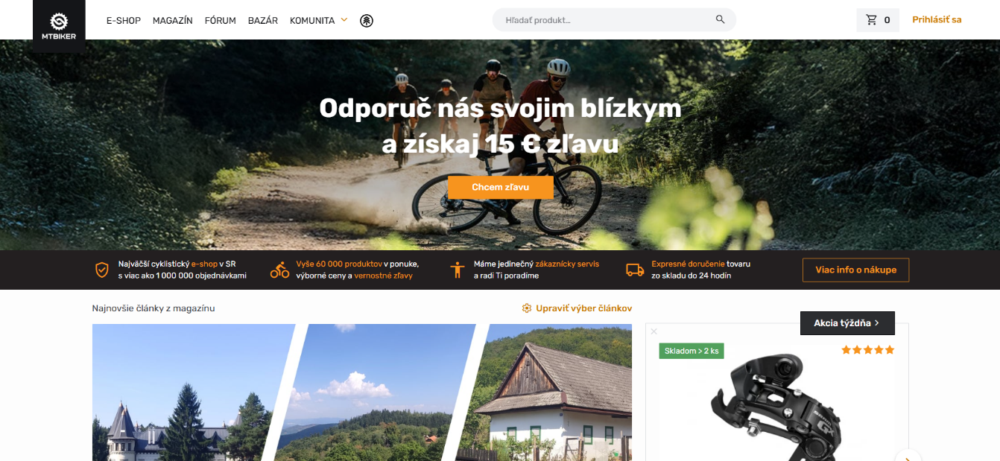 MTBIKER
E-SHOP
MAGAZÍN
FÓRUM
BAZÁR
KOMUNITA
Hľadať produkt...
0
Prihlásiť sa
Odporuč nás svojim blízkym
a získaj 15 € zľavu
Chcem zľavu
Najväčší cyklistický e-shop v SR
s viac ako 1 000 000 objednávkami
Vyše 60 000 produktov v ponuke,
výborné ceny a vernostné zľavy
Máme jedinečný zákaznícky servis
a radi Ti poradíme
Expresné doručenie tovaru
zo skladu do 24 hodín
Viac info o nákupe
Najnovšie články z magazínu
Upraviť výber článkov
Akcia týždňa
Skladom > 2 ks
GX